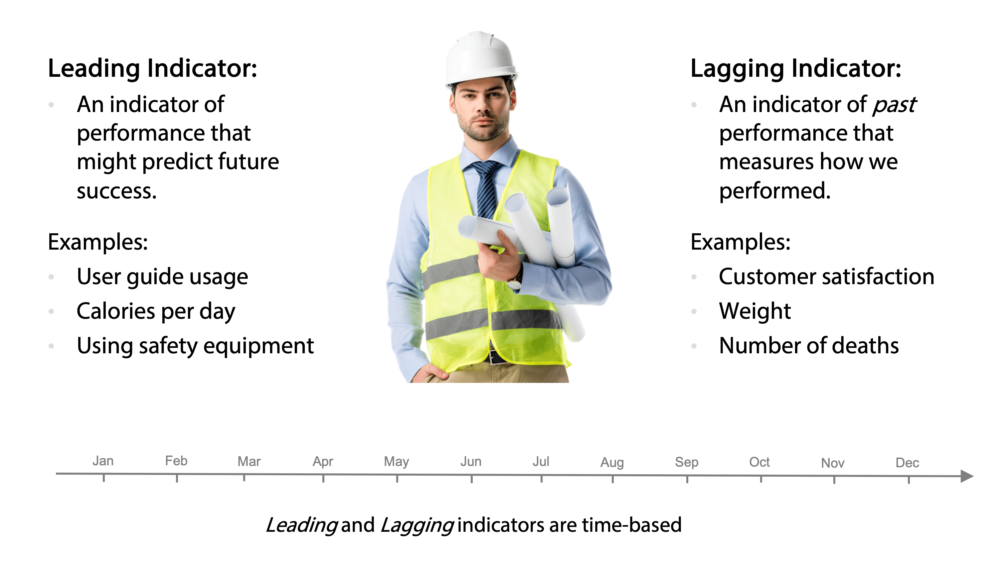 Leading Indicator:
• An indicator of
performance that
might predict future
success.
Examples:
• User guide usage
• Calories per day
• Using safety equipment
Lagging Indicator:
• An indicator of past
performance that
measures how we
performed.
Examples:
• Customer satisfaction
• Weight
• Number of deaths
Jan Feb Mar Apr May Jun Jul Aug Sep Oct Nov Dec
Leading and Lagging indicators are time-based